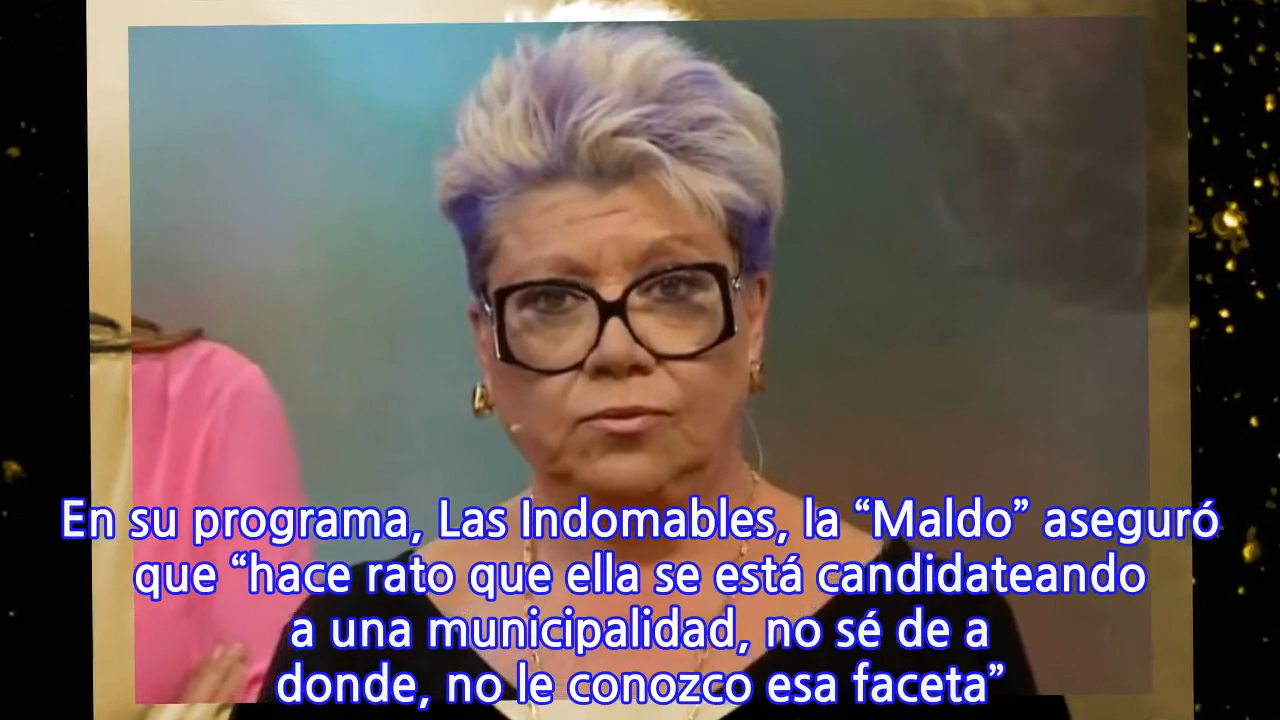 En su programa, Las Indomables, la “Maldo” aseguró
que “hace rato que ella se está candidateando
a una municipalidad, no sé de a
donde, no le conozco esa faceta”